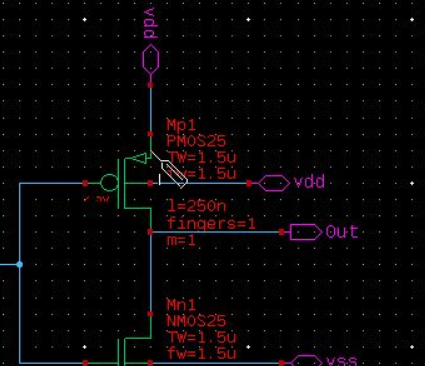 vdd
Mp1
PMOS25
TW=1.5u
fw=1.5u
vdd
l=250n
fingers=1
m=1
Out
Mn1
NMOS25
TW=1.5u
fw=1.5u
vss